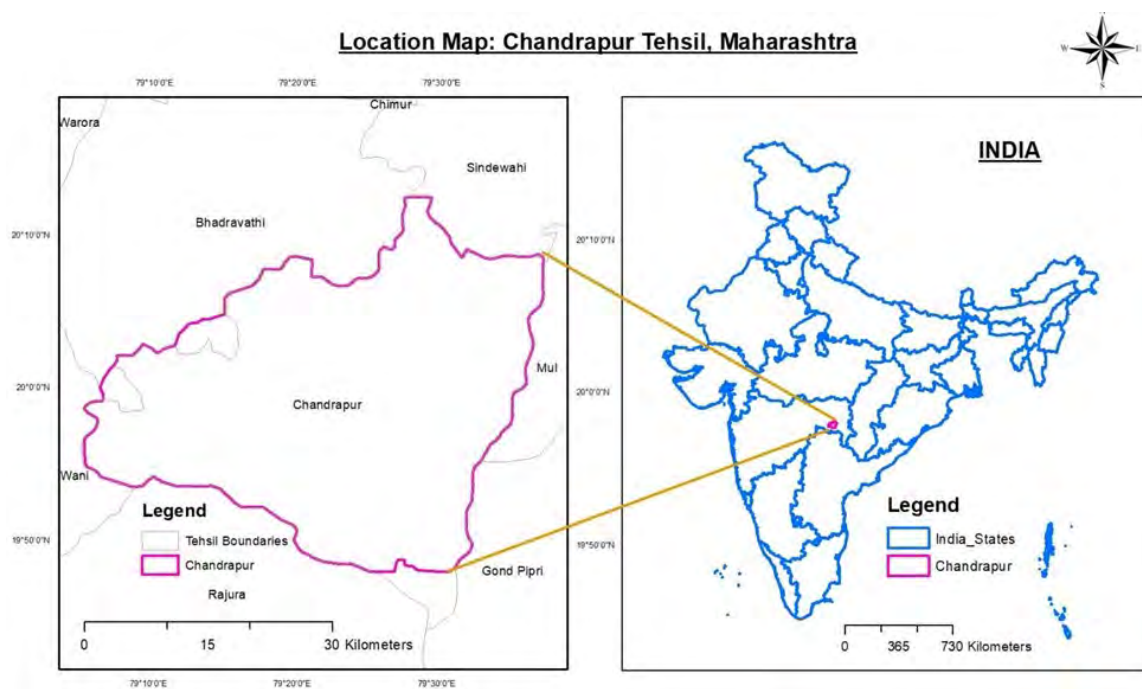 Location Map: Chandrapur Tehsil, Maharashtra
N
W
E
S
79°10'0"E
79°20'0"E
79°30'0"E
Chimur
Warora
Sindewahi
INDIA
Bhadravathi
20°10'0"N
20°10'0"N
Mul
20°0'0"N
20°0'0"N
Chandrapur
Wani
Legend
Tehsil Boundaries
Chandrapur
Gond Pipri
Rajura
0 15 30 Kilometers
19°50'0"N
19°50'0"N
Legend
India_States
Chandrapur
0 365 730 Kilometers
79°10'0"E
79°20'0"E
79°30'0"E